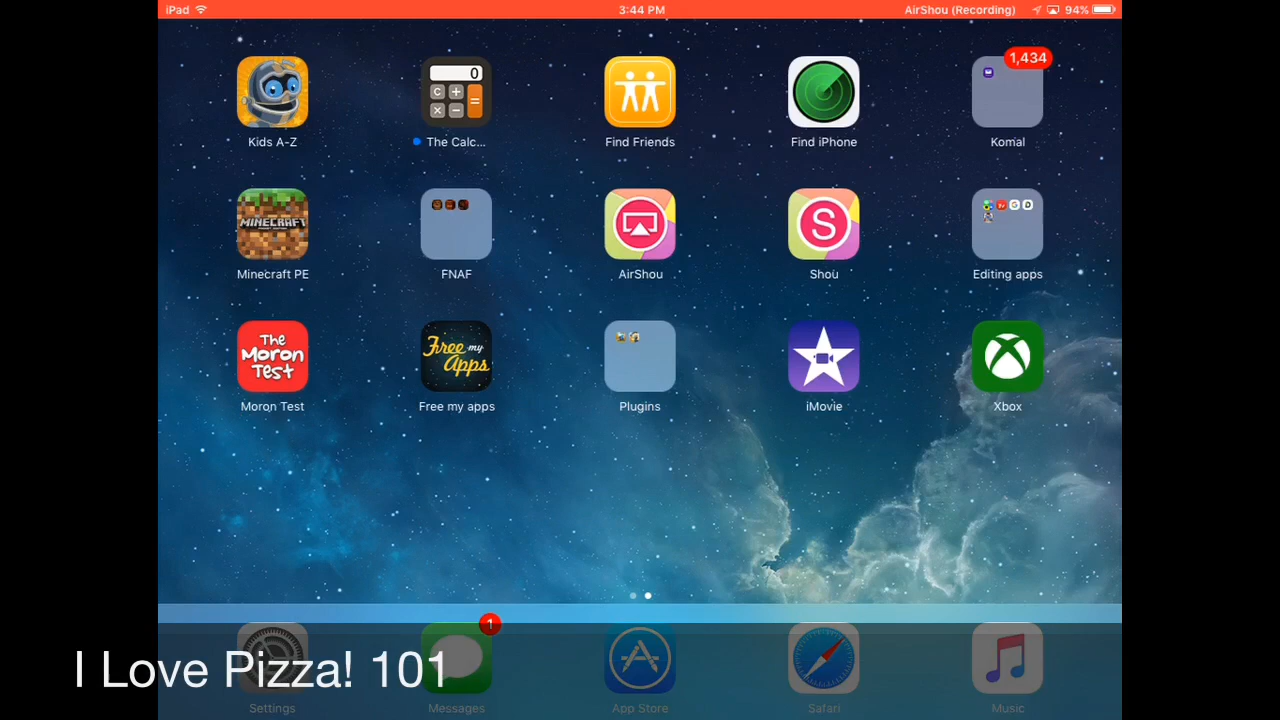 iPad 3:44 PM AirShou (Recording) 94%
1,434
0
C +
× − =
Kids A-Z The Calc... Find Friends Find iPhone Komal
MINECRAFT
S
Minecraft PE FNAF AirShou Shou Editing apps
The Moron Test
Free my Apps
Moron Test Free my apps Plugins iMovie Xbox
1
I Love Pizza! 101
Settings Messages App Store Safari Music